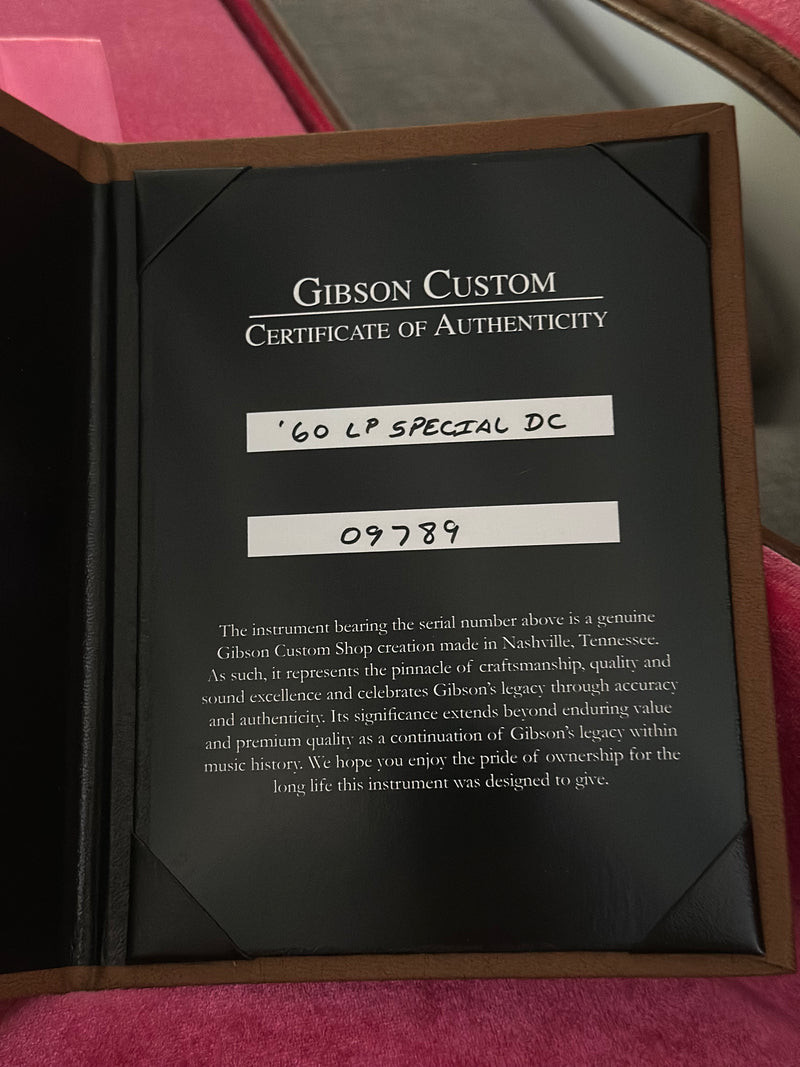 GIBSON CUSTOM
CERTIFICATE OF AUTHENTICITY
'60 LP SPECIAL DC
09789
The instrument bearing the serial number above is a genuine
Gibson Custom Shop creation made in Nashville, Tennessee.
As such, it represents the pinnacle of craftsmanship, quality and
sound excellence and celebrates Gibson's legacy through accuracy
and authenticity. Its significance extends beyond enduring value
and premium quality as a continuation of Gibson's legacy within
music history. We hope you enjoy the pride of ownership for the
long life this instrument was designed to give.